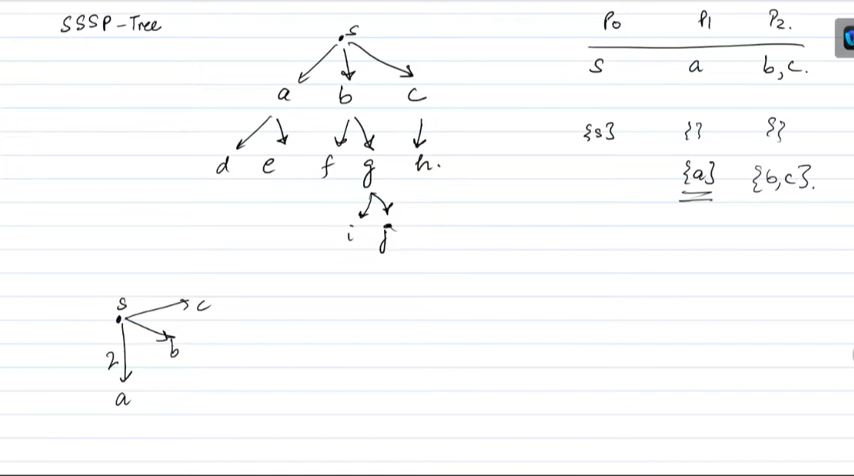 SSSP-Tree
s
P0 P1 P2.
s a b,c.
a b c
{s} {} {}
d e f g h.
{a} {b,c}.
i j
s
c
b
2
a